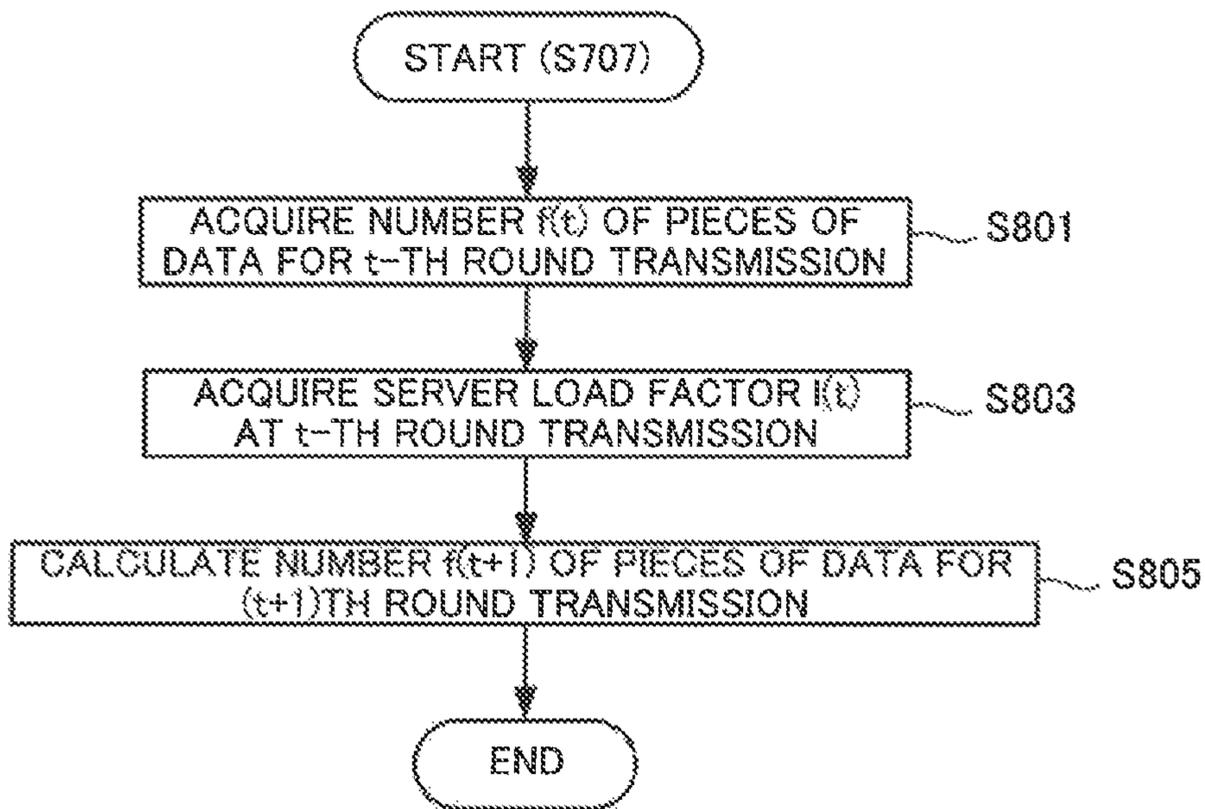 START (S707)
ACQUIRE NUMBER f(t) OF PIECES OF
DATA FOR t-TH ROUND TRANSMISSION
S801
ACQUIRE SERVER LOAD FACTOR l(t)
AT t-TH ROUND TRANSMISSION
S803
CALCULATE NUMBER f(t+1) OF PIECES OF DATA FOR
(t+1)TH ROUND TRANSMISSION
S805
END